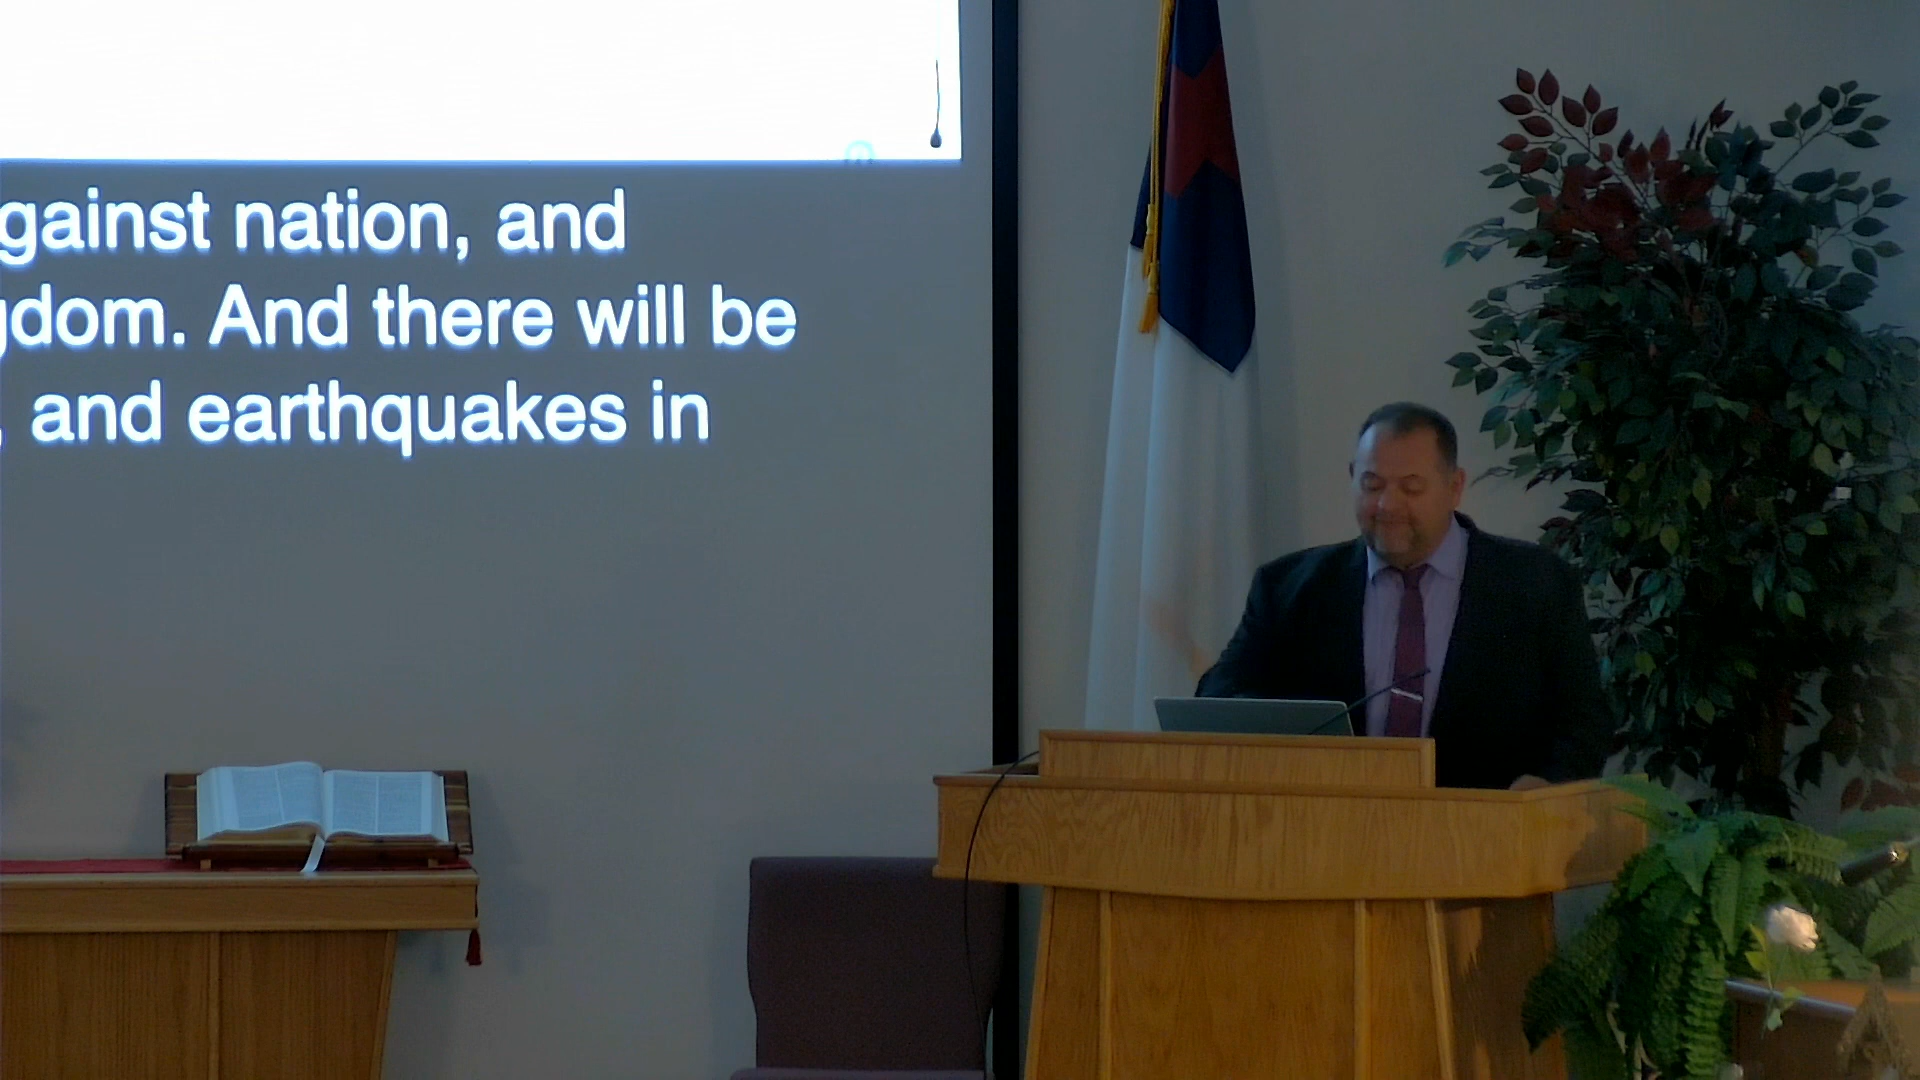 gainst nation, and
gdom. And there will be
, and earthquakes in